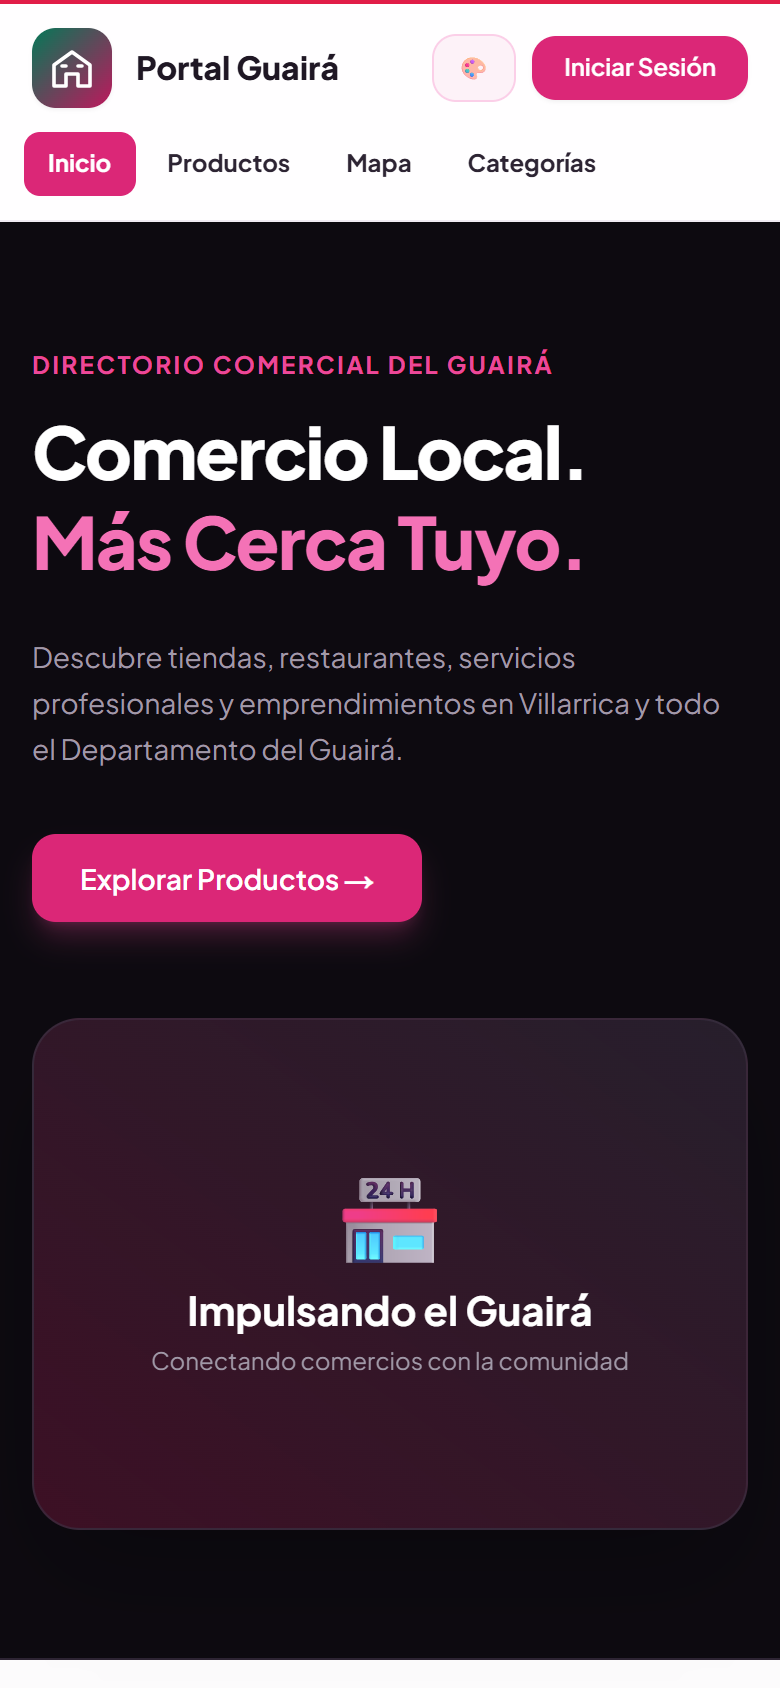 Portal Guairá
Iniciar Sesión
Inicio Productos Mapa Categorías
DIRECTORIO COMERCIAL DEL GUAIRÁ
Comercio Local.
Más Cerca Tuyo.
Descubre tiendas, restaurantes, servicios
profesionales y emprendimientos en Villarrica y todo
el Departamento del Guairá.
Explorar Productos →
24 H
Impulsando el Guairá
Conectando comercios con la comunidad